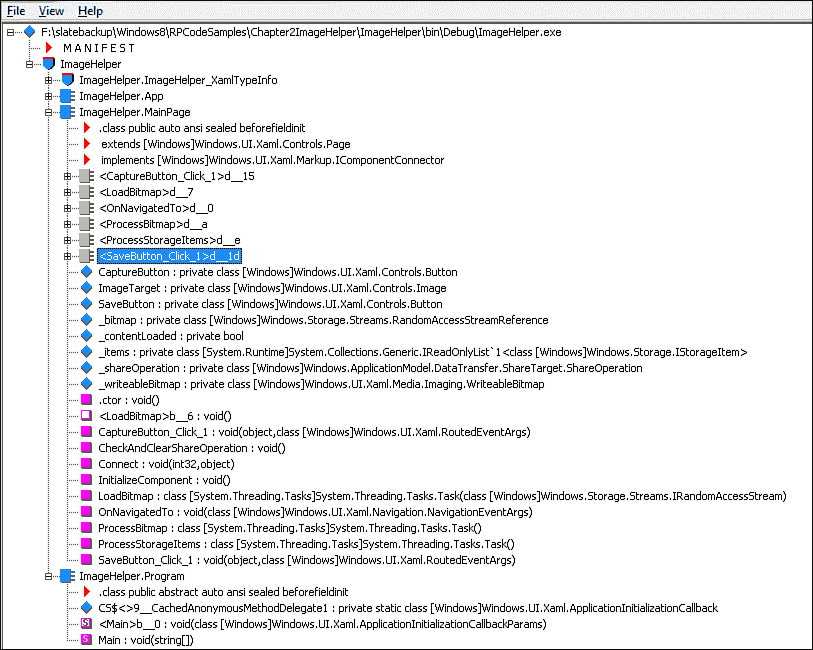 File View Help
F:\slatebackup\Windows8\RPCodeSamples\Chapter2ImageHelper\ImageHelper\bin\Debug\ImageHelper.exe
M A N I F E S T
ImageHelper
ImageHelper.ImageHelper_XamlTypeInfo
ImageHelper.App
ImageHelper.MainPage
.class public auto ansi sealed beforefieldinit
extends [Windows]Windows.UI.Xaml.Controls.Page
implements [Windows]Windows.UI.Xaml.Markup.IComponentConnector
<CaptureButton_Click_1>d__15
<LoadBitmap>d__7
<OnNavigatedTo>d__0
<ProcessBitmap>d__a
<ProcessStorageItems>d__e
<SaveButton_Click_1>d__1d
CaptureButton : private class [Windows]Windows.UI.Xaml.Controls.Button
ImageTarget : private class [Windows]Windows.UI.Xaml.Controls.Image
SaveButton : private class [Windows]Windows.UI.Xaml.Controls.Button
_bitmap : private class [Windows]Windows.Storage.Streams.RandomAccessStreamReference
_contentLoaded : private bool
_items : private class [System.Runtime]System.Collections.Generic.IReadOnlyList`1<class [Windows]Windows.Storage.IStorageItem>
_shareOperation : private class [Windows]Windows.ApplicationModel.DataTransfer.ShareTarget.ShareOperation
_writeableBitmap : private class [Windows]Windows.UI.Xaml.Media.Imaging.WriteableBitmap
.ctor : void()
<LoadBitmap>b__6 : void()
CaptureButton_Click_1 : void(object,class [Windows]Windows.UI.Xaml.RoutedEventArgs)
CheckAndClearShareOperation : void()
Connect : void(int32,object)
InitializeComponent : void()
LoadBitmap : class [System.Threading.Tasks]System.Threading.Tasks.Task(class [Windows]Windows.Storage.Streams.IRandomAccessStream)
OnNavigatedTo : void(class [Windows]Windows.UI.Xaml.Navigation.NavigationEventArgs)
ProcessBitmap : class [System.Threading.Tasks]System.Threading.Tasks.Task()
ProcessStorageItems : class [System.Threading.Tasks]System.Threading.Tasks.Task()
SaveButton_Click_1 : void(object,class [Windows]Windows.UI.Xaml.RoutedEventArgs)
ImageHelper.Program
.class public abstract auto ansi sealed beforefieldinit
CS$<>9__CachedAnonymousMethodDelegate1 : private static class [Windows]Windows.UI.Xaml.ApplicationInitializationCallback
<Main>b__0 : void(class [Windows]Windows.UI.Xaml.ApplicationInitializationCallbackParams)
Main : void(string[])